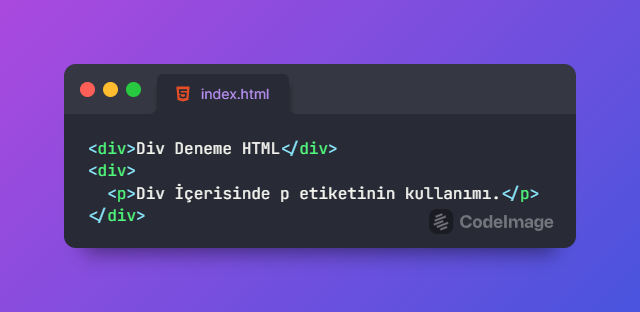 index.html
<div>Div Deneme HTML</div>
<div>
  <p>Div İçerisinde p etiketinin kullanımı.</p>
</div>
CodeImage